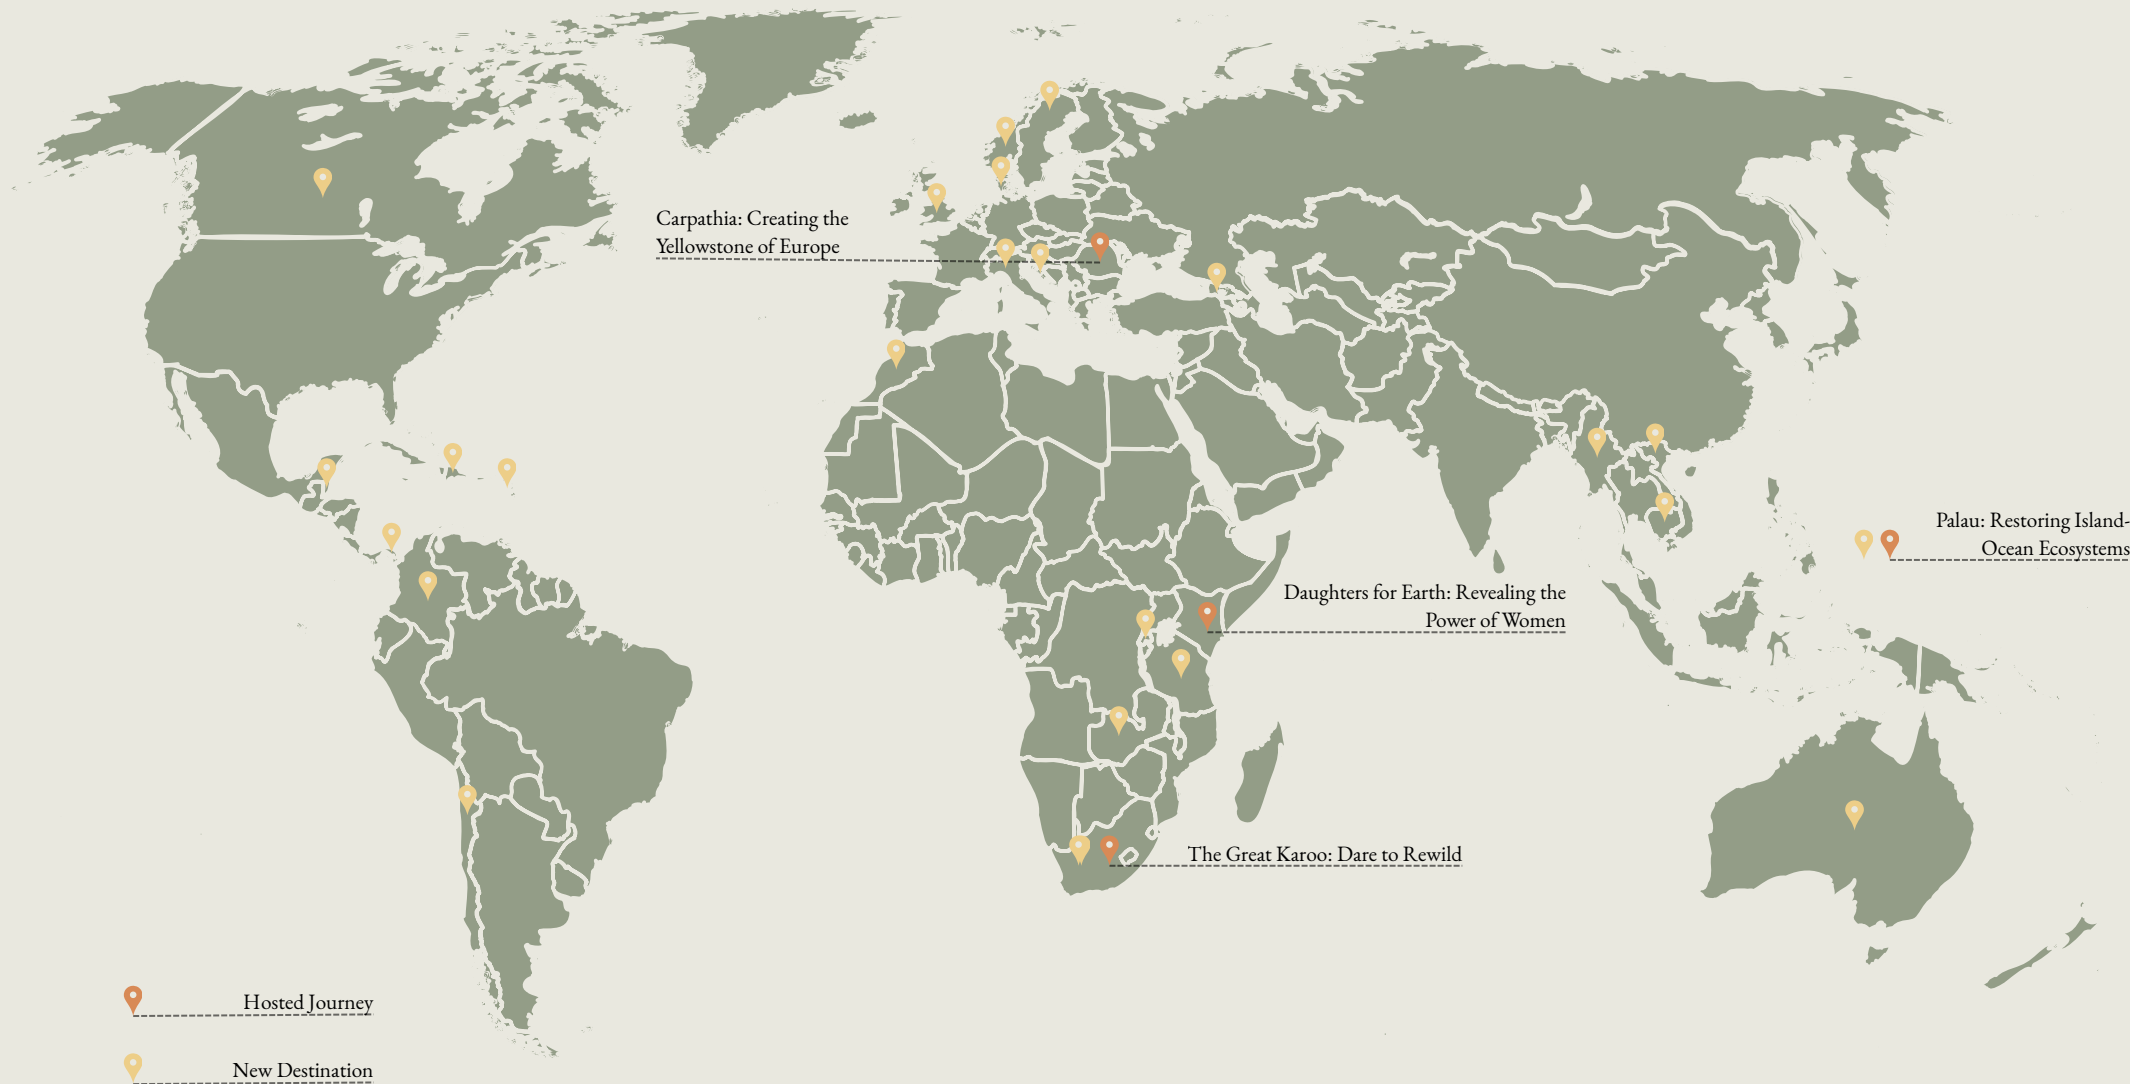 Carpathia: Creating the
Yellowstone of Europe
Palau: Restoring Island-
Ocean Ecosystems
Daughters for Earth: Revealing the
Power of Women
The Great Karoo: Dare to Rewild
Hosted Journey
New Destination